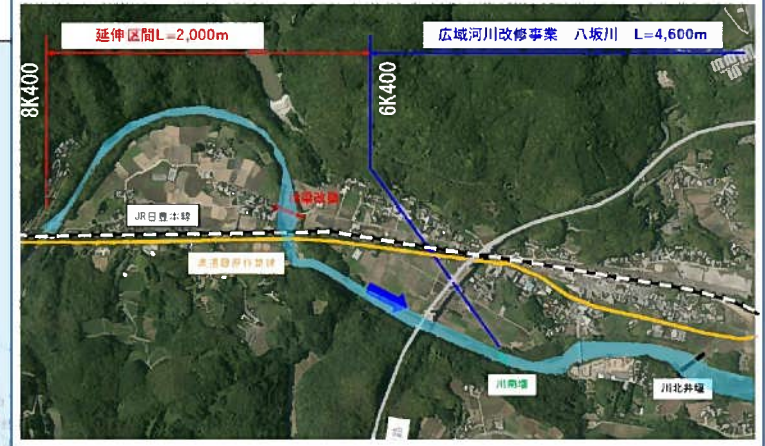 延伸区間L=2,000m
広域河川改修事業 八坂川 L=4,600m
8K400
6K400
JR日豊本線
川南堰
川北井堰